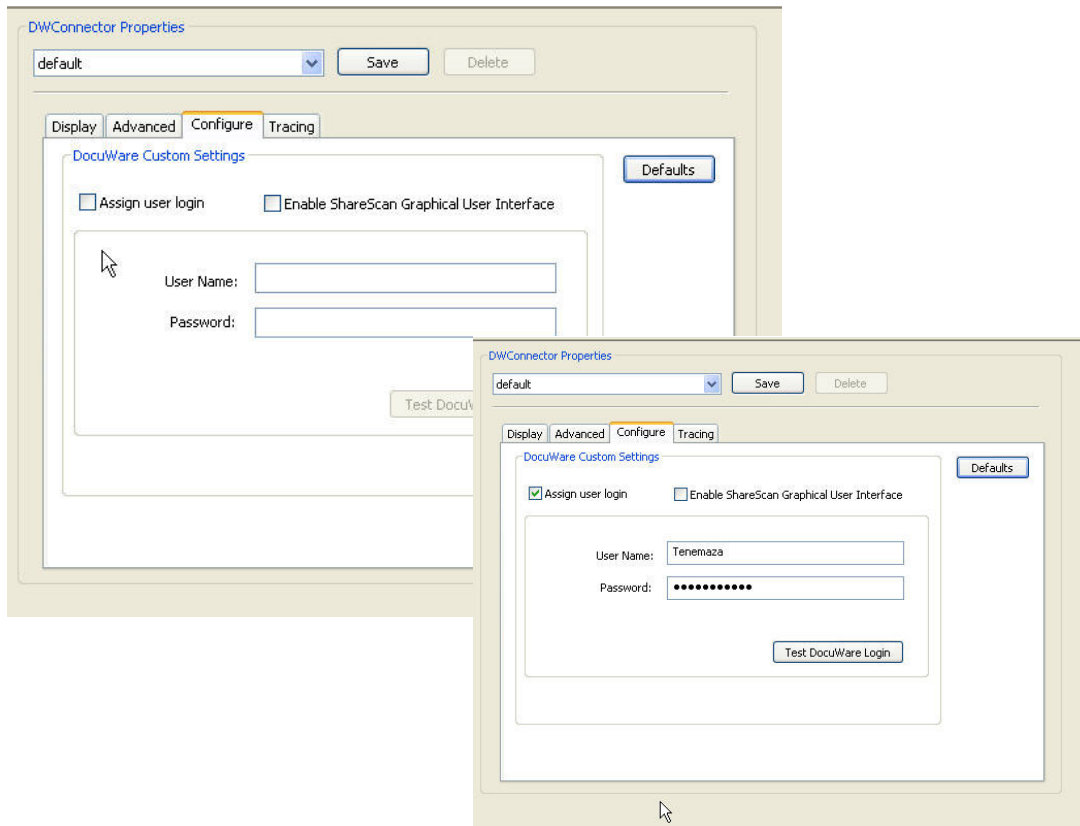 DWConnector Properties
default Save Delete
Display Advanced Configure Tracing
DocuWare Custom Settings
Defaults
Assign user login Enable ShareScan Graphical User Interface
User Name:
Password:
Test
DWConnector Properties
default Save Delete
Display Advanced Configure Tracing
DocuWare Custom Settings
Defaults
Assign user login Enable ShareScan Graphical User Interface
User Name: Tenemaza
Password: •••••••••••
Test DocuWare Login